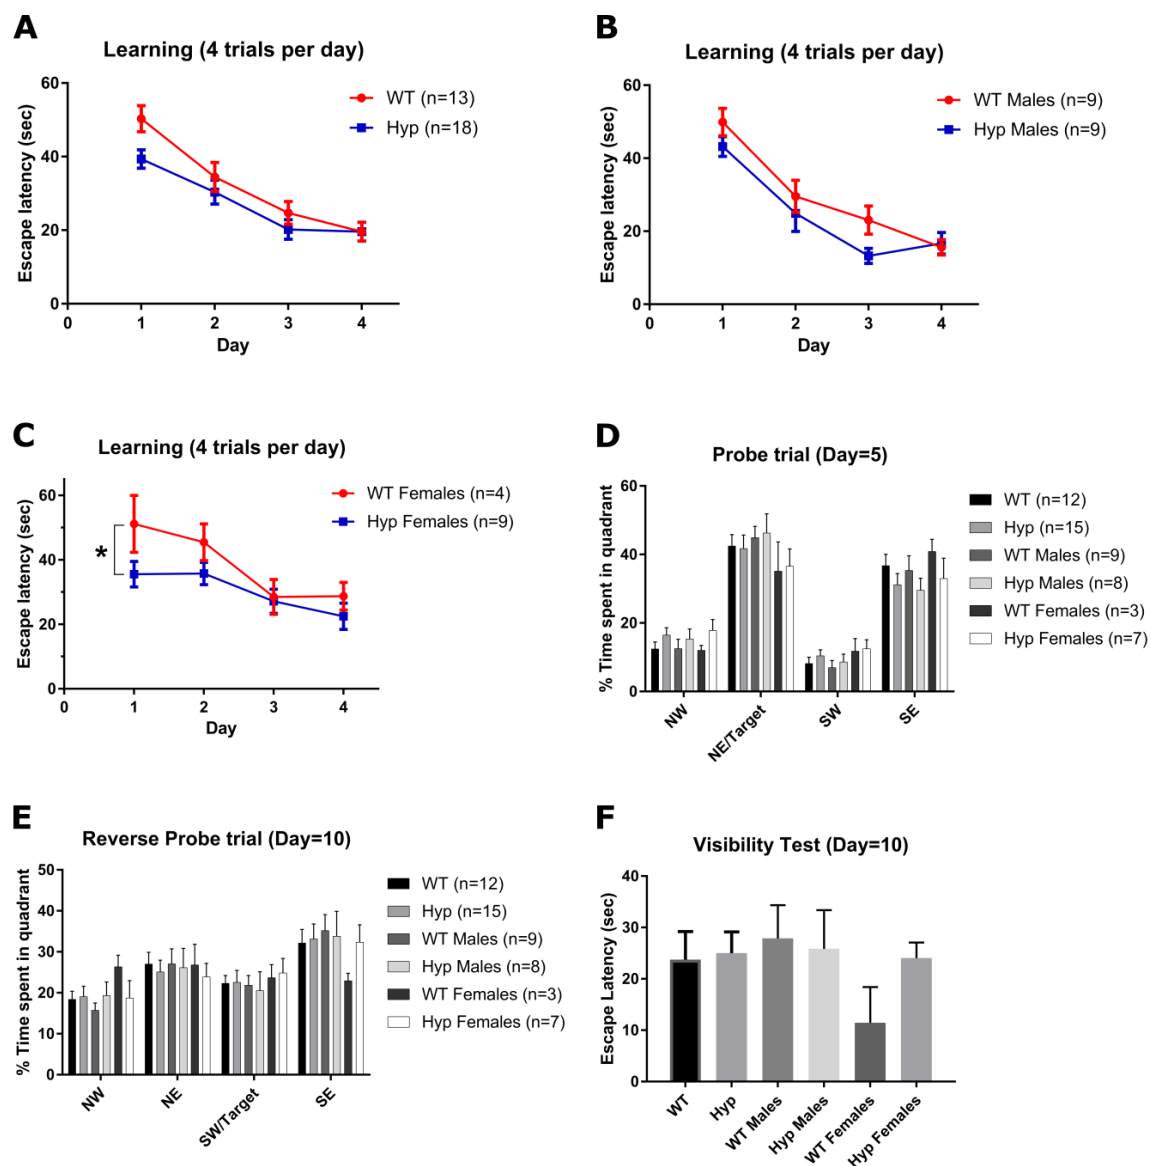 A
Learning (4 trials per day)
Escape latency (sec)
60
40
20
0
0 1 2 3 4
Day
WT (n=13)
Hyp (n=18)
B
Learning (4 trials per day)
Escape latency (sec)
60
40
20
0
0 1 2 3 4
Day
WT Males (n=9)
Hyp Males (n=9)
C
Learning (4 trials per day)
Escape latency (sec)
60
40
20
0
*
0 1 2 3 4
Day
WT Females (n=4)
Hyp Females (n=9)
D
Probe trial (Day=5)
% Time spent in quadrant
60
40
20
0
NW
NE/Target
SW
SE
WT (n=12)
Hyp (n=15)
WT Males (n=9)
Hyp Males (n=8)
WT Females (n=3)
Hyp Females (n=7)
E
Reverse Probe trial (Day=10)
% Time spent in quadrant
50
40
30
20
10
0
NW
NE
SW/Target
SE
WT (n=12)
Hyp (n=15)
WT Males (n=9)
Hyp Males (n=8)
WT Females (n=3)
Hyp Females (n=7)
F
Visibility Test (Day=10)
Escape Latency (sec)
40
30
20
10
0
WT
Hyp
WT Males
Hyp Males
WT Females
Hyp Females